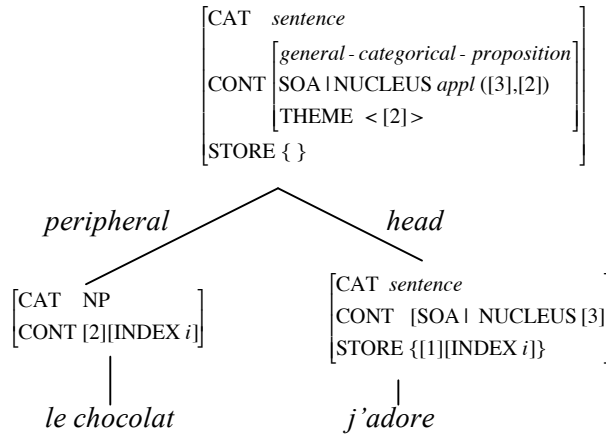 CAT sentence
general - categorical - proposition
CONT SOA | NUCLEUS appl ([3],[2])
THEME < [2] >
STORE { }
peripheral head
CAT NP
CONT [2][INDEX i]
CAT sentence
CONT [SOA | NUCLEUS [3]
STORE {[1][INDEX i]}
le chocolat j’adore